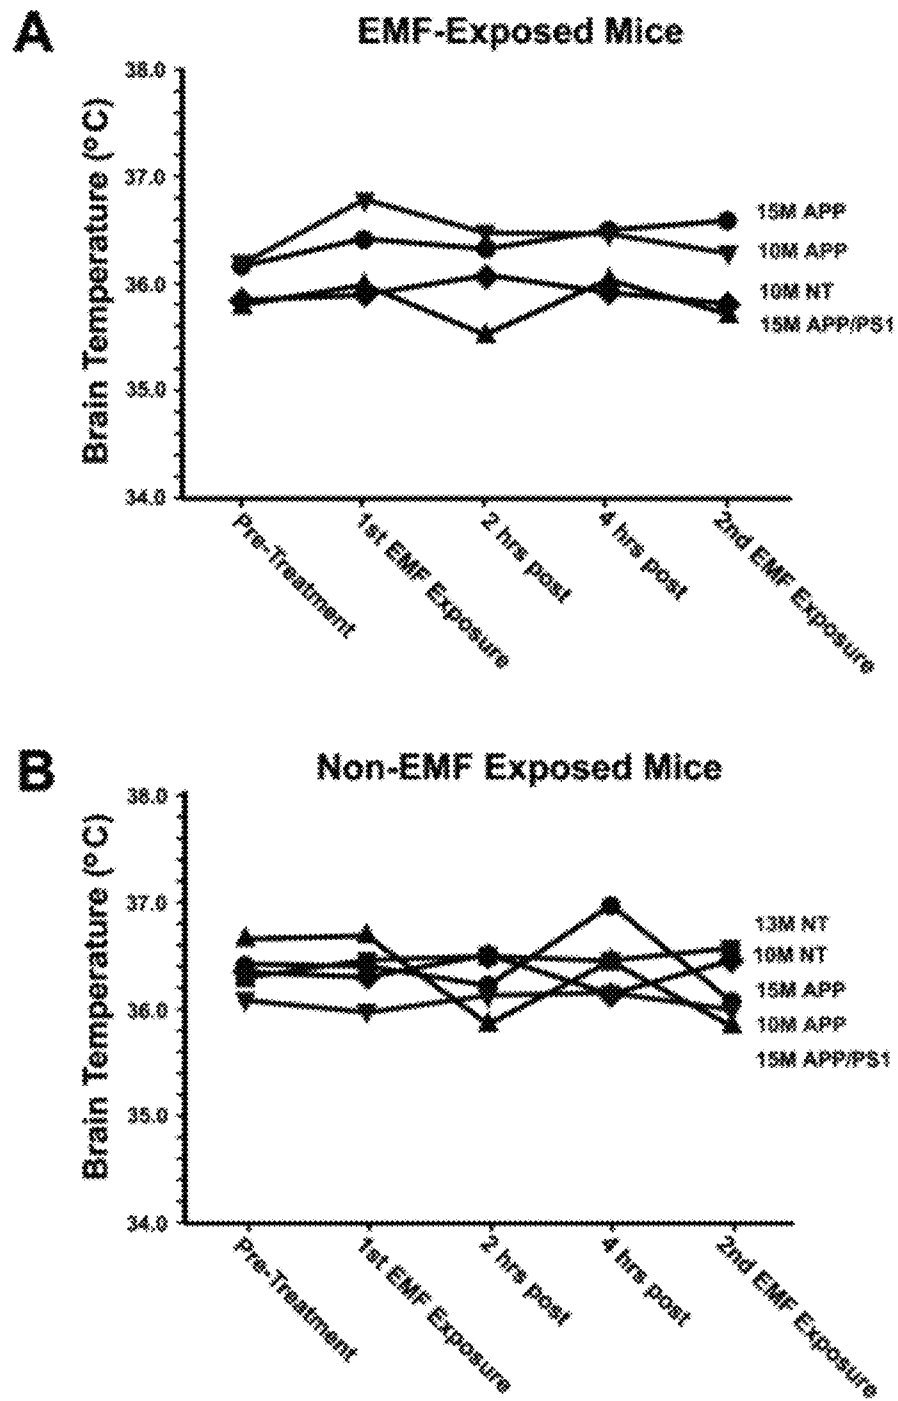 A
EMF-Exposed Mice
Brain Temperature (°C)
38.0
37.0
36.0
35.0
34.0
15M APP
10M APP
10M NT
15M APP/PS1
Pre-Treatment
1st EMF Exposure
2 hrs post
4 hrs post
2nd EMF Exposure
B
Non-EMF Exposed Mice
Brain Temperature (°C)
38.0
37.0
36.0
35.0
34.0
13M NT
10M NT
15M APP
10M APP
15M APP/PS1
Pre-Treatment
1st EMF Exposure
2 hrs post
4 hrs post
2nd EMF Exposure